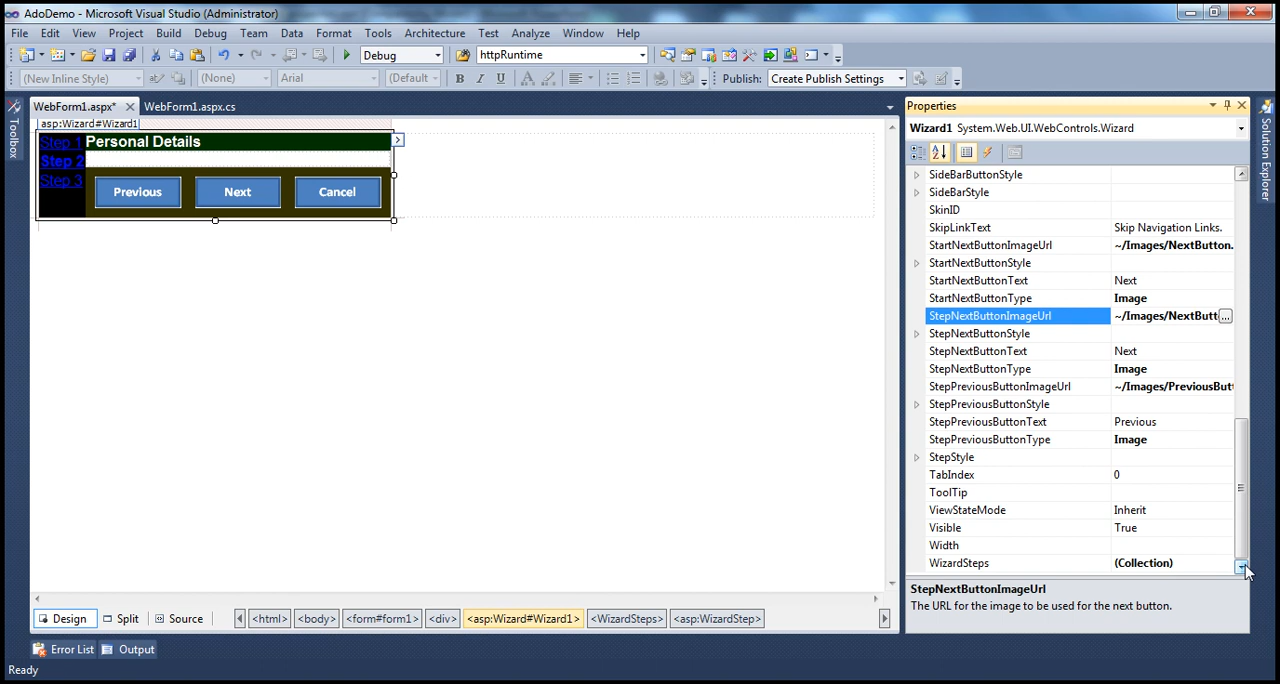 AdoDemo - Microsoft Visual Studio (Administrator)
File Edit View Project Build Debug Team Data Format Tools Architecture Test Analyze Window Help
Debug httpRuntime
(New Inline Style) (None) Arial (Default B I U A Publish: Create Publish Settings
WebForm1.aspx* WebForm1.aspx.cs
Toolbox
asp:Wizard#Wizard1
Step 1 Personal Details
Step 2
Step 3
Previous Next Cancel
Properties
Wizard1 System.Web.UI.WebControls.Wizard
SideBarButtonStyle
SideBarStyle
SkinID
SkipLinkText Skip Navigation Links.
StartNextButtonImageUrl ~/Images/NextButton.
StartNextButtonStyle
StartNextButtonText Next
StartNextButtonType Image
StepNextButtonImageUrl ~/Images/NextButt ...
StepNextButtonStyle
StepNextButtonText Next
StepNextButtonType Image
StepPreviousButtonImageUrl ~/Images/PreviousButt
StepPreviousButtonStyle
StepPreviousButtonText Previous
StepPreviousButtonType Image
StepStyle
TabIndex 0
ToolTip
ViewStateMode Inherit
Visible True
Width
WizardSteps (Collection)
StepNextButtonImageUrl
The URL for the image to be used for the next button.
Solution Explorer
Design Split Source <html> <body> <form#form1> <div> <asp:Wizard#Wizard1> <WizardSteps> <asp:WizardStep>
Error List Output
Ready